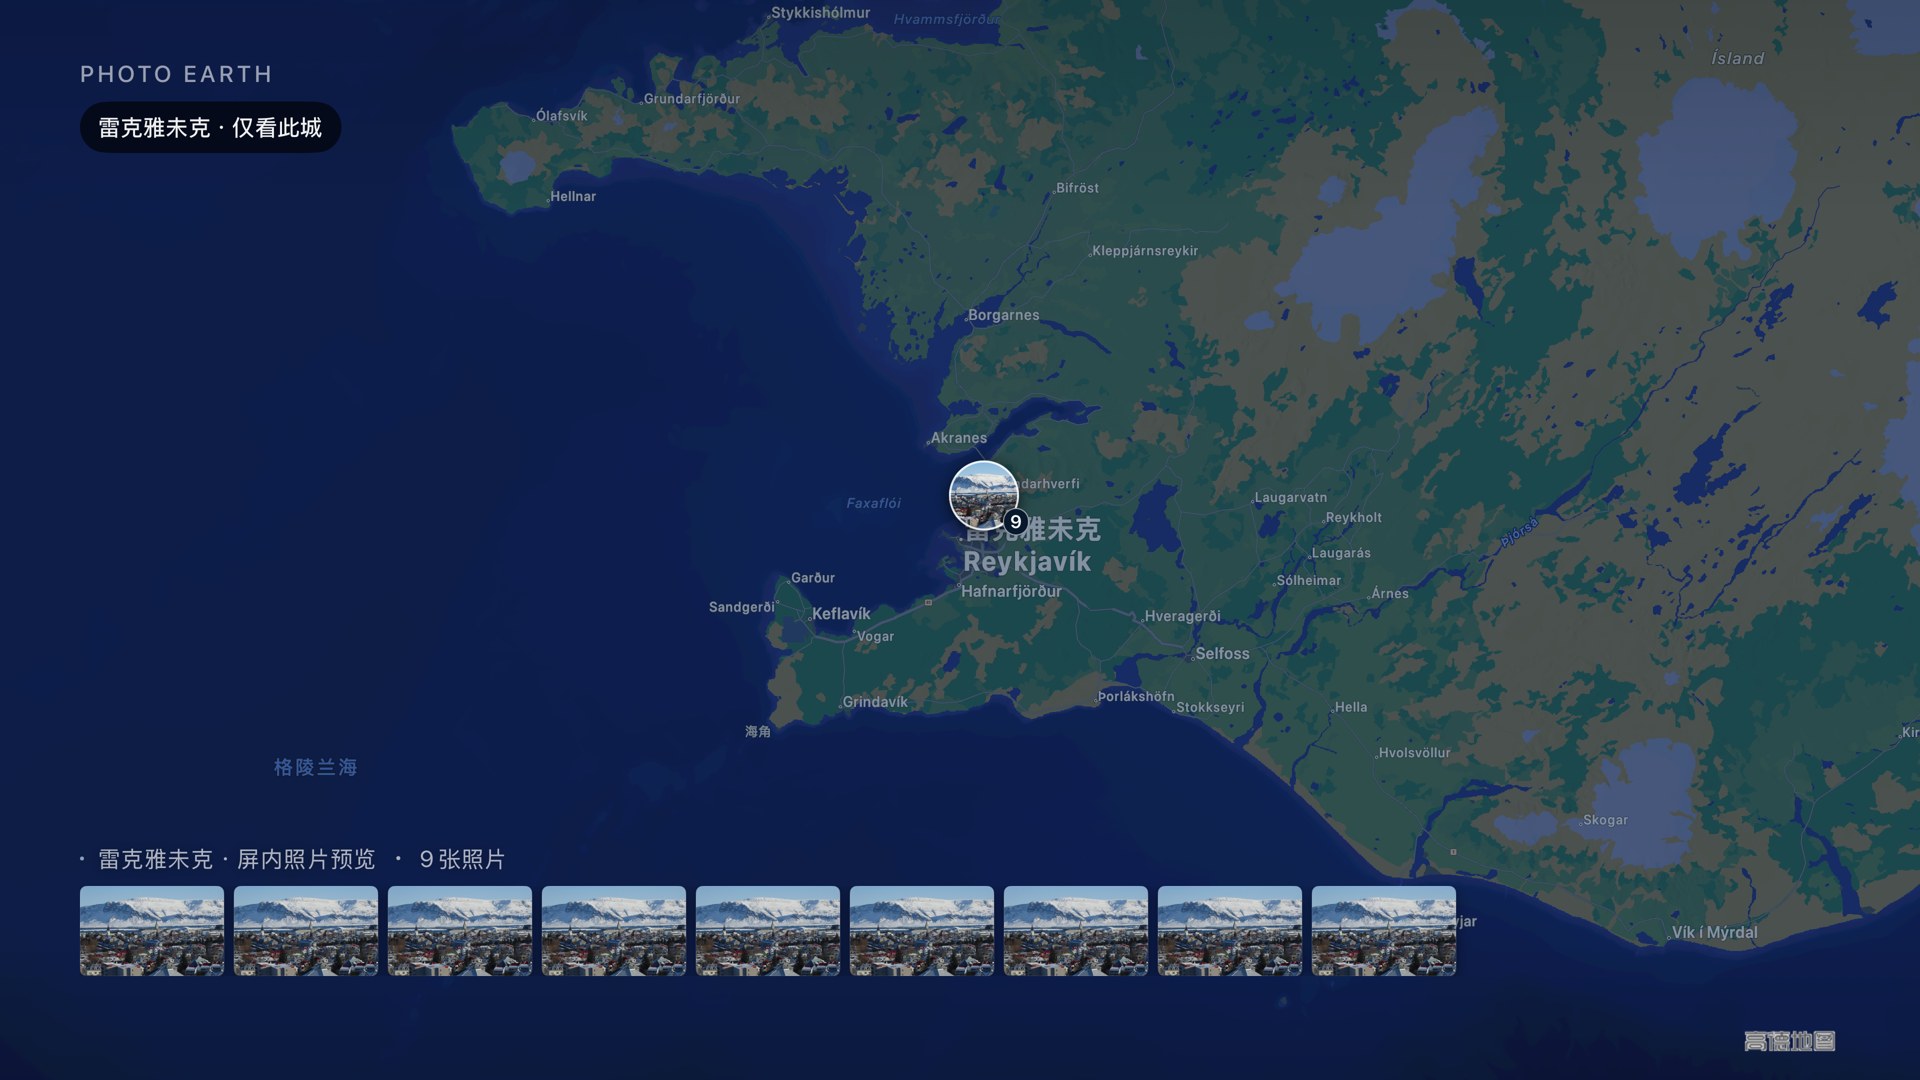 Stykkishólmur
Hvammsfjörður
Ísland
PHOTO EARTH
Grundarfjörður
Ólafsvík
雷克雅未克 · 仅看此城
Bifröst
Hellnar
Kleppjárnsreykir
Borgarnes
Akranes
darhverfi
Faxaflói
Laugarvatn
Reykholt
9
雷克雅未克
Reykjavík
Þjórsá
Laugarás
Garður
Sólheimar
Hafnarfjörður
Árnes
Sandgerði
Keflavík
Hveragerði
Vogar
Selfoss
Þorlákshöfn
Grindavík
Stokkseyri
Hella
海角
Kir
Hvolsvöllur
格陵兰海
Skogar
· 雷克雅未克 · 屏内照片预览 · 9张照片
jar
Vík í Mýrdal
高德地图